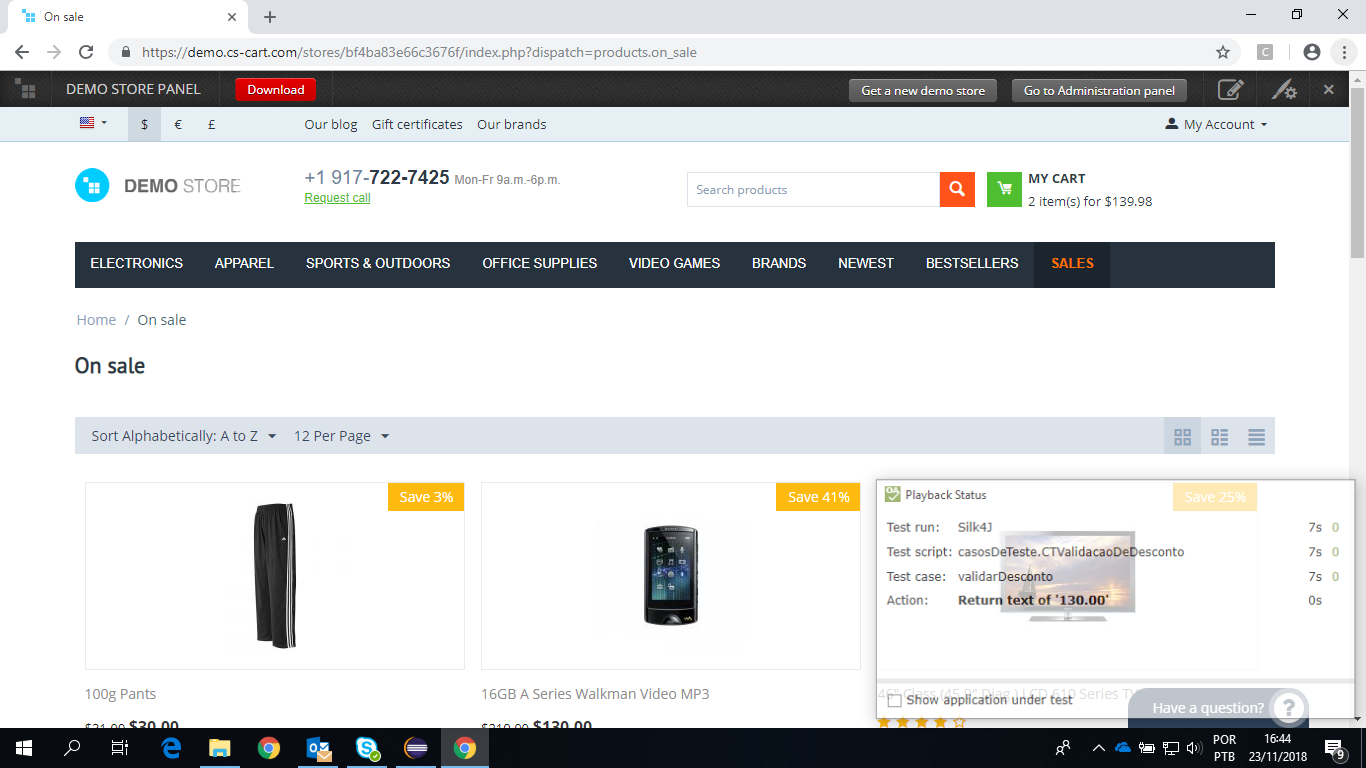 On sale
https://demo.cs-cart.com/stores/bf4ba83e66c3676f/index.php?dispatch=products.on_sale
C
DEMO STORE PANEL Download Get a new demo store Go to Administration panel
$ € £ Our blog Gift certificates Our brands My Account
DEMO STORE
+1 917-722-7425 Mon-Fr 9a.m.-6p.m.
Request call
Search products
MY CART
2 item(s) for $139.98
ELECTRONICS APPAREL SPORTS & OUTDOORS OFFICE SUPPLIES VIDEO GAMES BRANDS NEWEST BESTSELLERS SALES
Home / On sale
On sale
Sort Alphabetically: A to Z 12 Per Page
Save 3%
Save 41%
Save 25%
Playback Status
Test run: Silk4J 7s 0
Test script: casosDeTeste.CTValidacaoDeDesconto 7s 0
Test case: validarDesconto 7s 0
Action: Return text of '130.00' 0s
100g Pants
16GB A Series Walkman Video MP3
46" Class (45.9" Diag.) LCD 610 Series TV
Show application under test
Have a question? ?
$31.00 $30.00
$219.00 $130.00
POR
PTB
16:44
23/11/2018
9